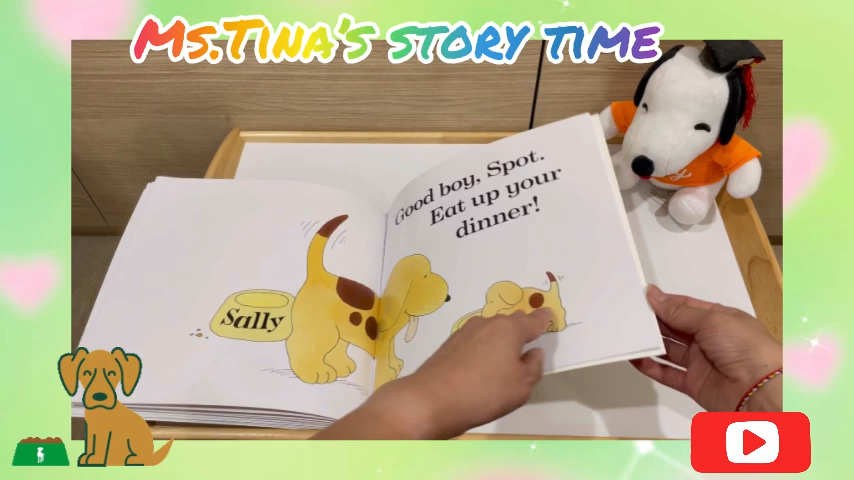 Ms.Tina's story time
Good boy, Spot.
Eat up your
dinner!
Sally